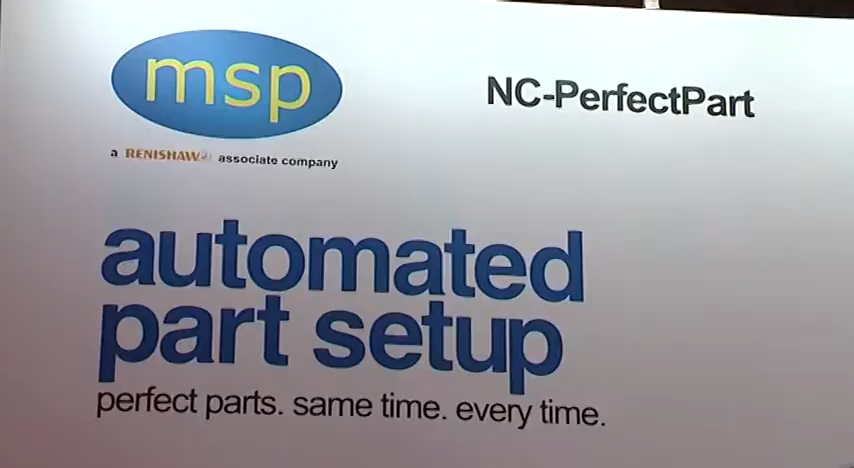 msp
NC-PerfectPart
a RENISHAW associate company
automated
part setup
perfect parts. same time. every time.